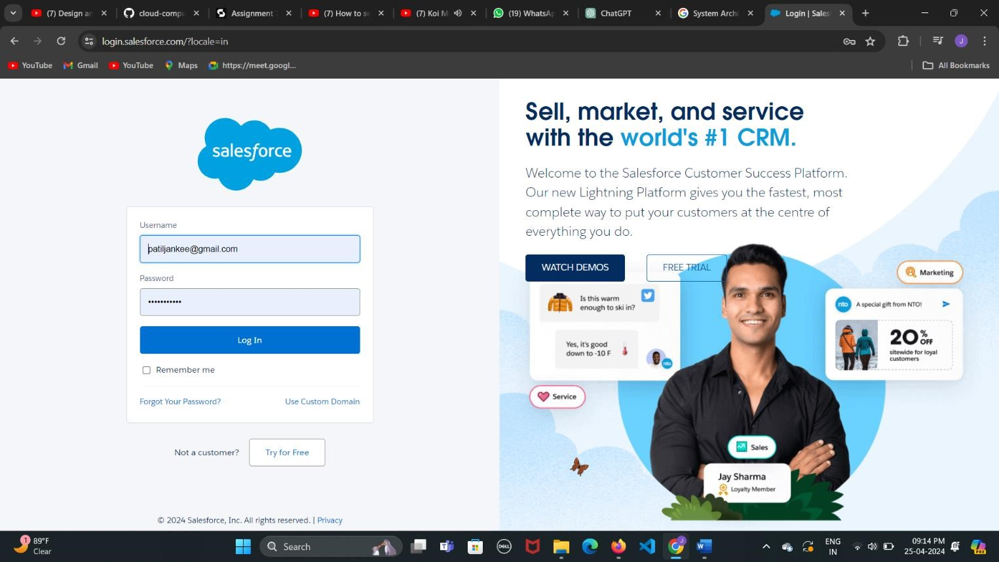 (7) Design an
cloud-compu
Assignment
(7) How to se
(7) Koi M
(19) WhatsAp
ChatGPT
System Archi
Login | Sales
login.salesforce.com/?locale=in
J
YouTube
Gmail
YouTube
Maps
https://meet.googl...
All Bookmarks
salesforce
Username
patiljankee@gmail.com
Password
•••••••••••
Log In
Remember me
Forgot Your Password?
Use Custom Domain
Not a customer?
Try for Free
© 2024 Salesforce, Inc. All rights reserved. | Privacy
Sell, market, and service
with the world's #1 CRM.
Welcome to the Salesforce Customer Success Platform.
Our new Lightning Platform gives you the fastest, most
complete way to put your customers at the centre of
everything you do.
WATCH DEMOS
FREE TRIAL
Is this warm
enough to ski in?
Yes, it's good
down to -10 F
nto
Service
Marketing
nto
A special gift from NTO!
20% OFF
sitewide for loyal
customers
Sales
Jay Sharma
Loyalty Member
1
89°F
Clear
Search
DELL
J
ENG
IN
09:14 PM
25-04-2024
PRE